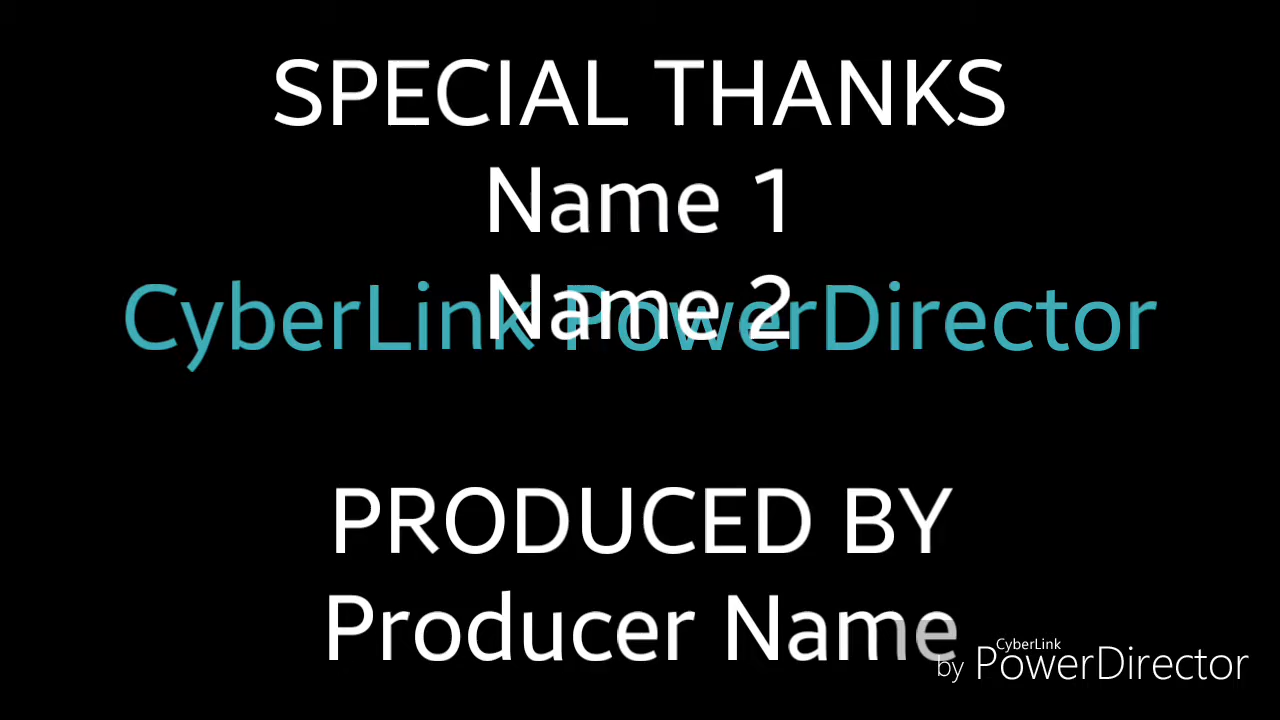 SPECIAL THANKS
Name 1
Name 2
CyberLink PowerDirector
PRODUCED BY
Producer Name
CyberLink
by PowerDirector